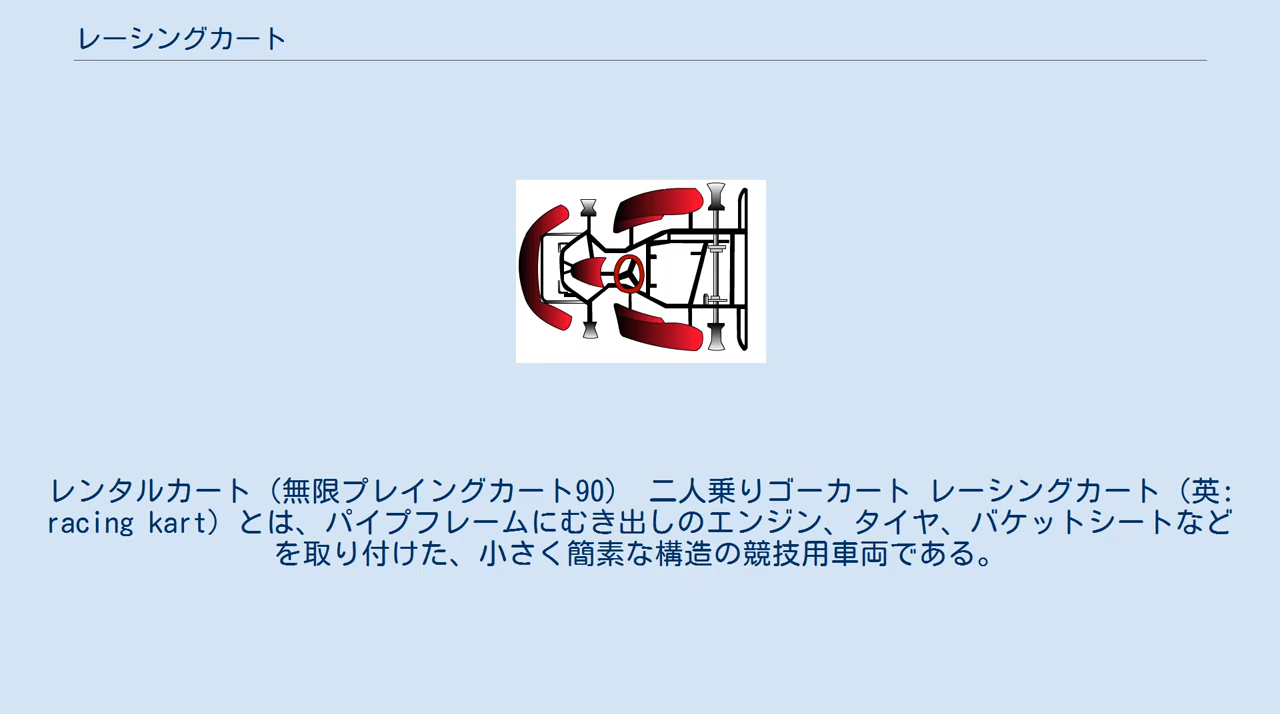 レーシングカート
レンタルカート（無限プレイングカート90） 二人乗りゴーカート レーシングカート（英:
racing kart）とは、パイプフレームにむき出しのエンジン、タイヤ、バケットシートなど
を取り付けた、小さく簡素な構造の競技用車両である。